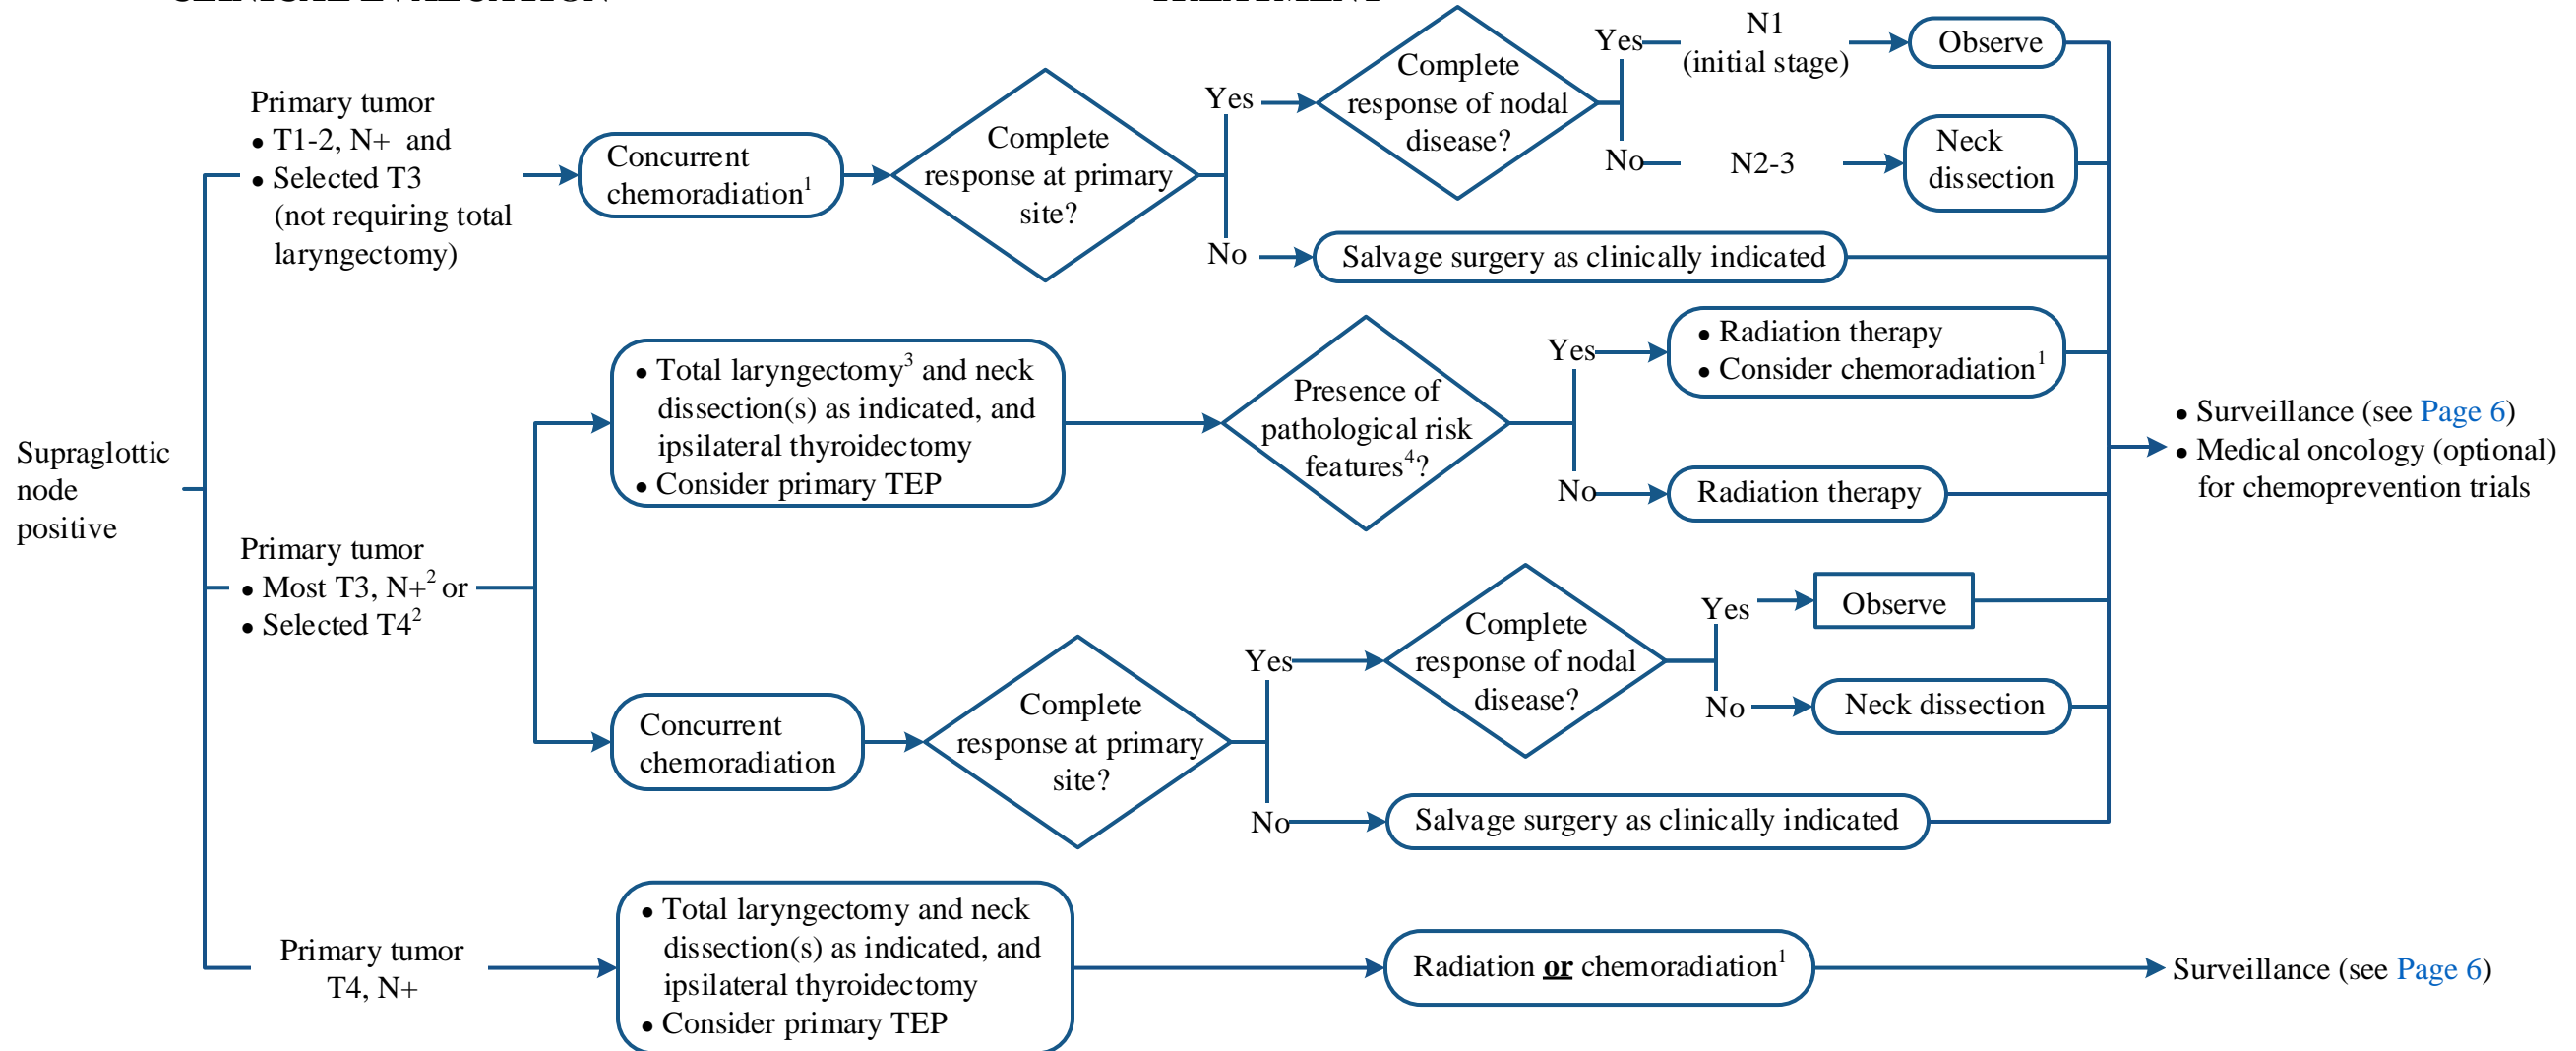 Primary tumor
• T1-2, N+ and
• Selected T3
(not requiring total
laryngectomy)
Concurrent
chemoradiation1
Complete
response at primary
site?
Yes
No
Complete
response of nodal
disease?
Yes
N1
(initial stage)
Observe
No
N2-3
Neck
dissection
Salvage surgery as clinically indicated
Supraglottic
node
positive
Primary tumor
• Most T3, N+2 or
• Selected T42
• Total laryngectomy3 and neck
dissection(s) as indicated, and
ipsilateral thyroidectomy
• Consider primary TEP
Presence of
pathological risk
features4?
Yes
• Radiation therapy
• Consider chemoradiation1
No
Radiation therapy
Concurrent
chemoradiation
Complete
response at primary
site?
Yes
Complete
response of nodal
disease?
Yes
Observe
No
Neck dissection
No
Salvage surgery as clinically indicated
• Surveillance (see Page 6)
• Medical oncology (optional)
for chemoprevention trials
Primary tumor
T4, N+
• Total laryngectomy and neck
dissection(s) as indicated, and
ipsilateral thyroidectomy
• Consider primary TEP
Radiation or chemoradiation1
Surveillance (see Page 6)